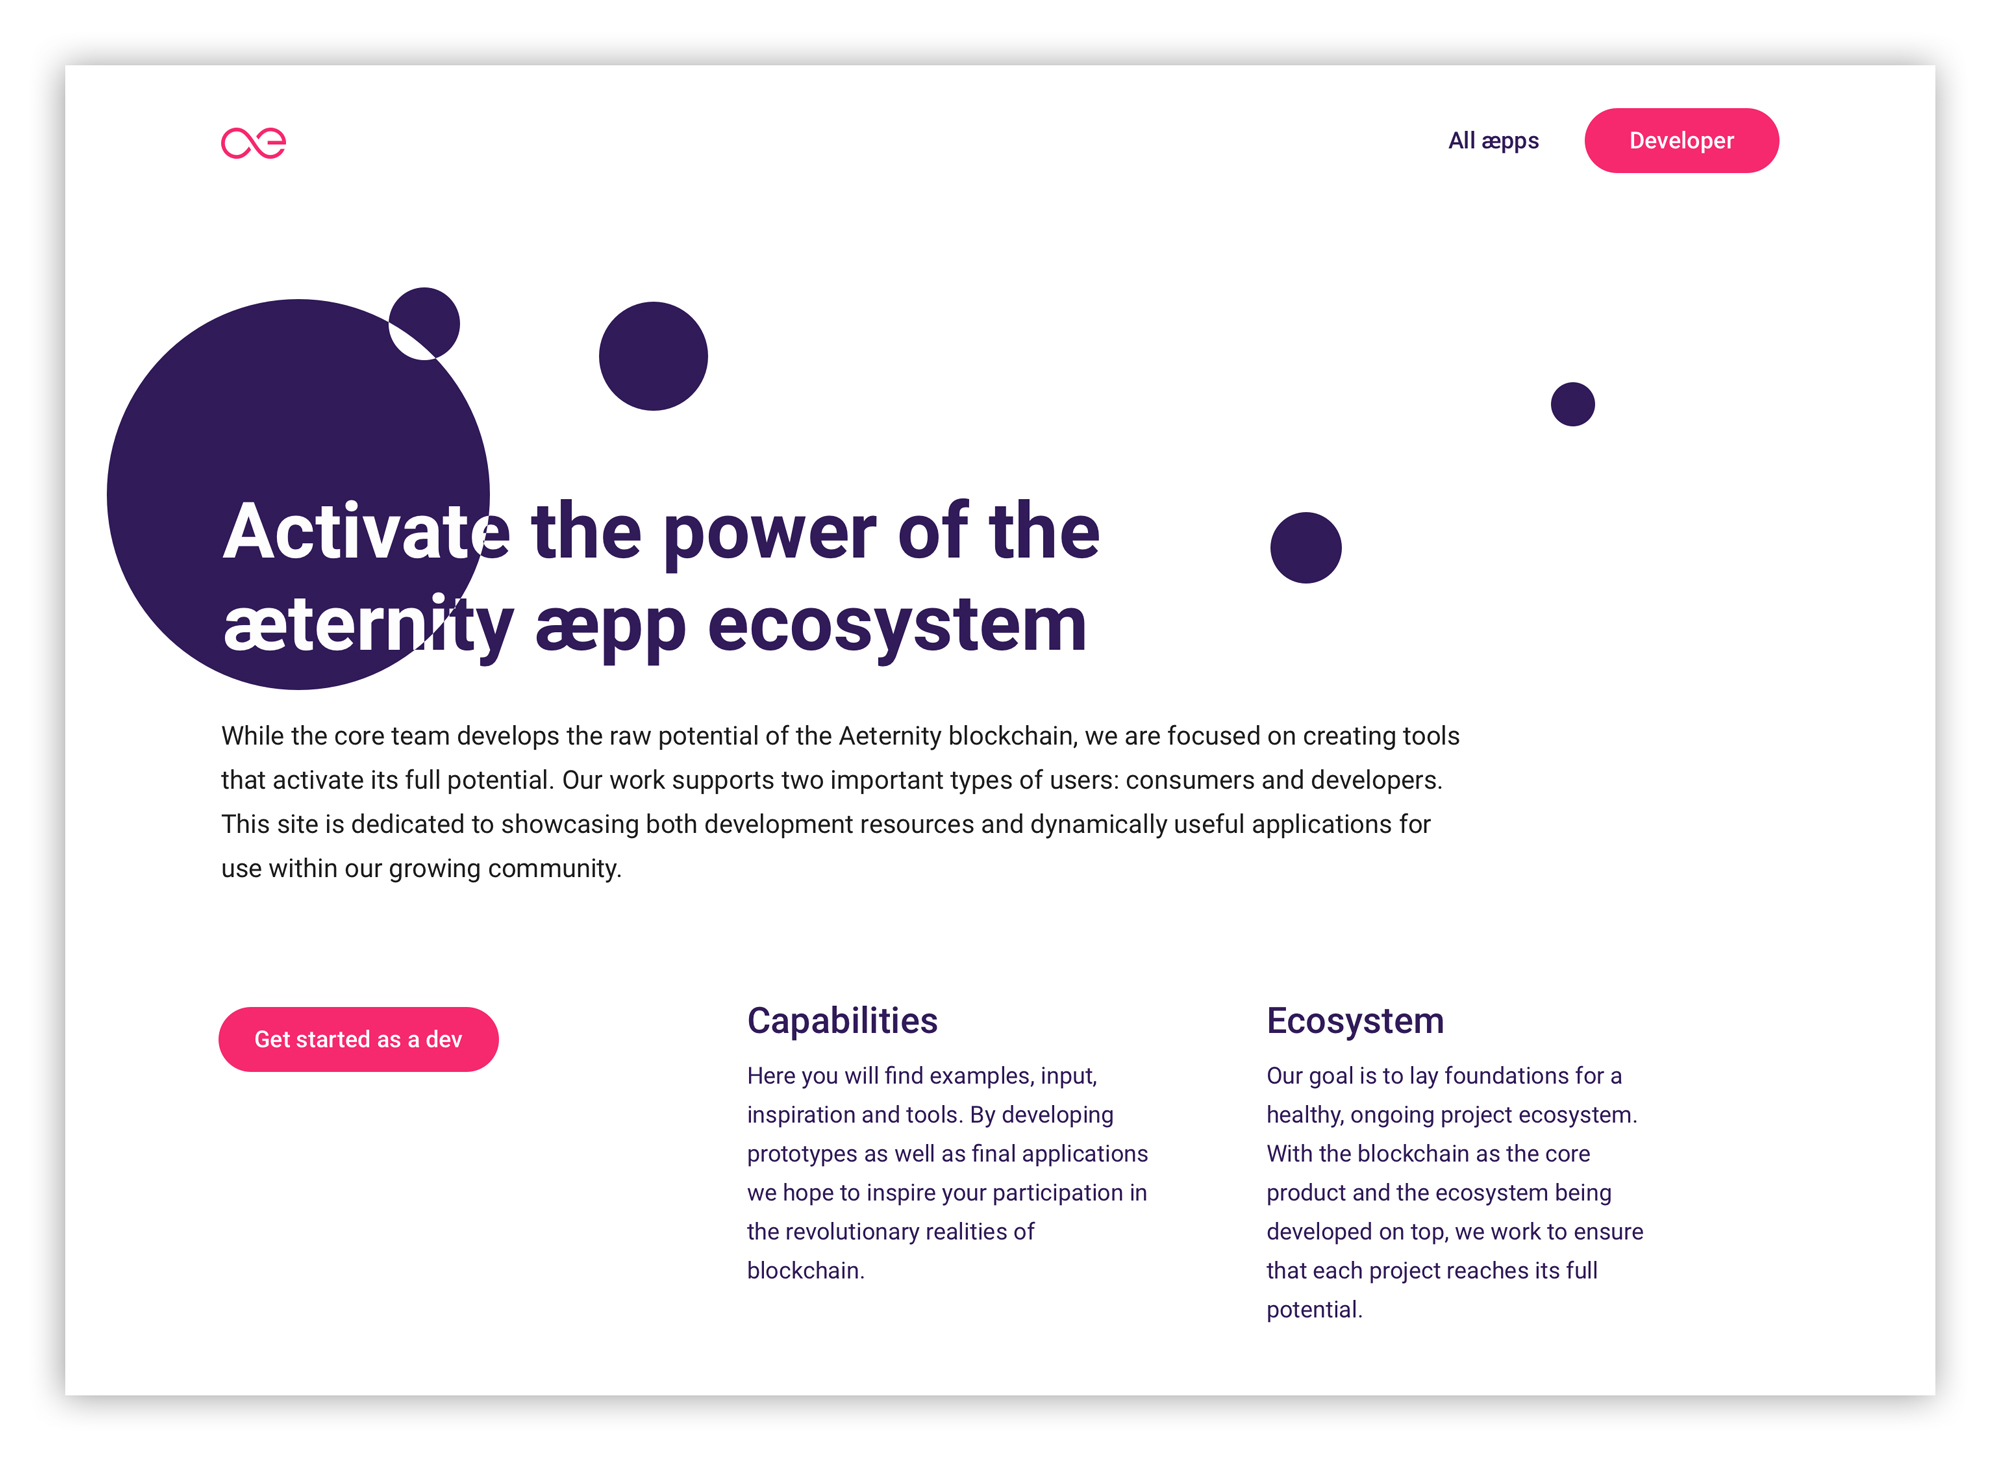 æ
All æpps
Developer
Activate the power of the
æternity æpp ecosystem
While the core team develops the raw potential of the Aeternity blockchain, we are focused on creating tools
that activate its full potential. Our work supports two important types of users: consumers and developers.
This site is dedicated to showcasing both development resources and dynamically useful applications for
use within our growing community.
Get started as a dev
Capabilities
Here you will find examples, input,
inspiration and tools. By developing
prototypes as well as final applications
we hope to inspire your participation in
the revolutionary realities of
blockchain.
Ecosystem
Our goal is to lay foundations for a
healthy, ongoing project ecosystem.
With the blockchain as the core
product and the ecosystem being
developed on top, we work to ensure
that each project reaches its full
potential.